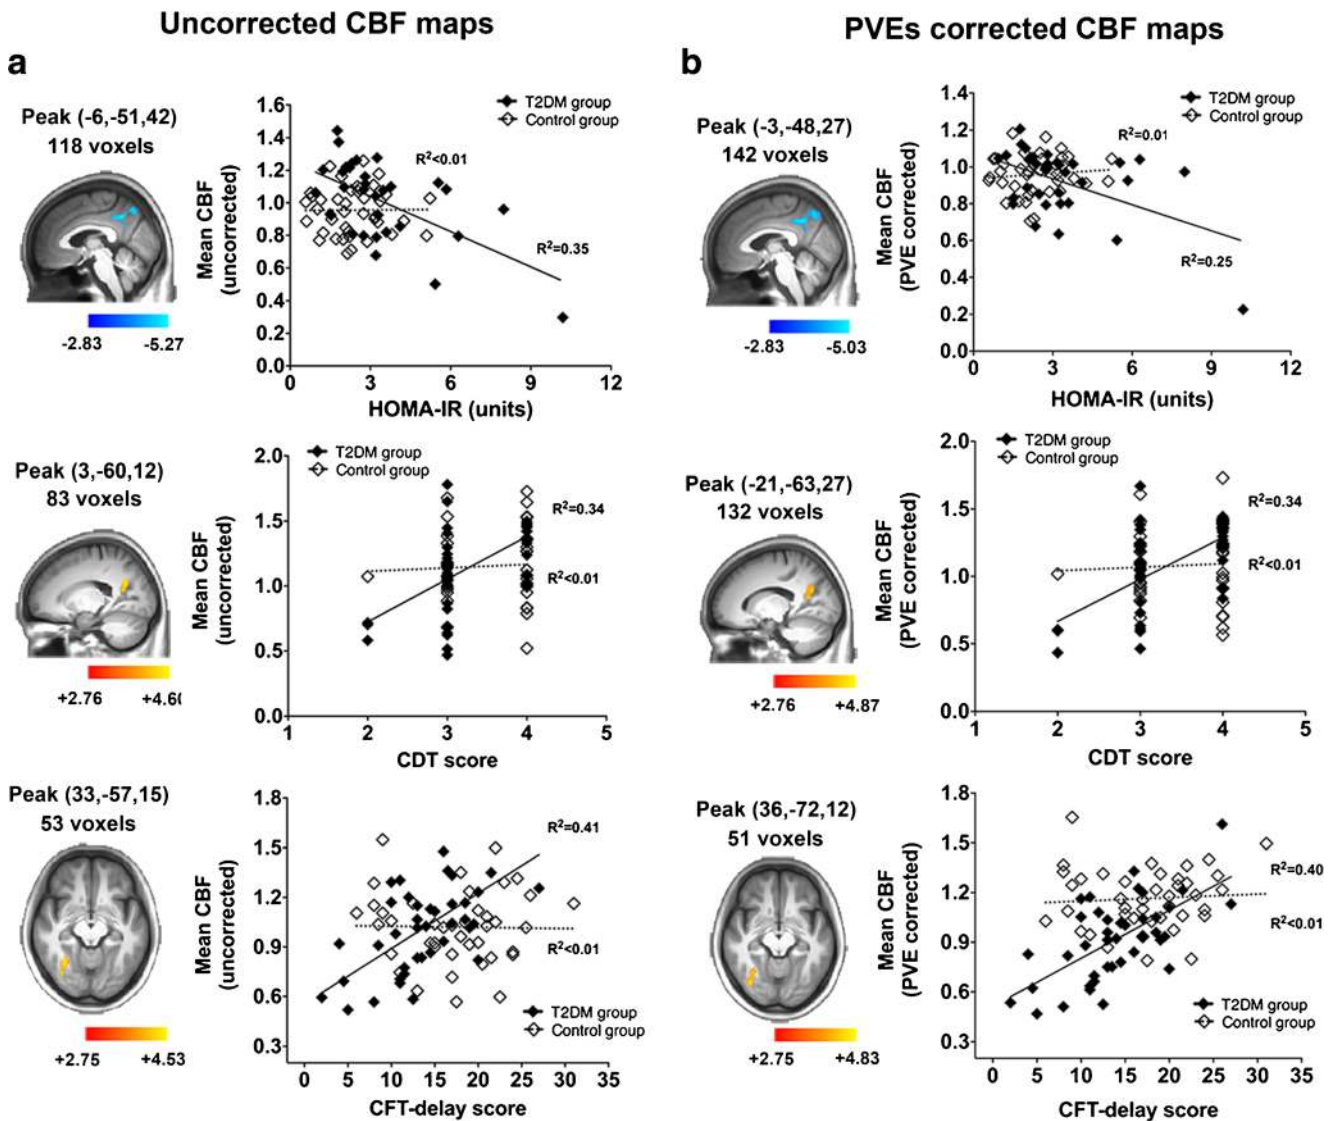 Uncorrected CBF maps
PVEs corrected CBF maps
a
Peak (-6,-51,42)
118 voxels
-2.83 -5.27
Mean CBF
(uncorrected)
1.6
1.4
1.2
1.0
0.8
0.6
0.4
0.2
0.0
0 3 6 9 12
HOMA-IR (units)
T2DM group
Control group
R²<0.01
R²=0.35
b
Peak (-3,-48,27)
142 voxels
-2.83 -5.03
Mean CBF
(PVE corrected)
1.4
1.2
1.0
0.8
0.6
0.4
0.2
0.0
0 3 6 9 12
HOMA-IR (units)
T2DM group
Control group
R²=0.01
R²=0.25
Peak (3,-60,12)
83 voxels
+2.76 +4.60
Mean CBF
(uncorrected)
2.0
1.5
1.0
0.5
0.0
1 2 3 4 5
CDT score
T2DM group
Control group
R²=0.34
R²<0.01
Peak (-21,-63,27)
132 voxels
+2.76 +4.87
Mean CBF
(PVE corrected)
2.0
1.5
1.0
0.5
0.0
1 2 3 4 5
CDT score
T2DM group
Control group
R²=0.34
R²<0.01
Peak (33,-57,15)
53 voxels
+2.75 +4.53
Mean CBF
(uncorrected)
1.8
1.5
1.2
0.9
0.6
0.3
0 5 10 15 20 25 30 35
CFT-delay score
R²=0.41
R²<0.01
T2DM group
Control group
Peak (36,-72,12)
51 voxels
+2.75 +4.83
Mean CBF
(PVE corrected)
1.8
1.5
1.2
0.9
0.6
0.3
0 5 10 15 20 25 30 35
CFT-delay score
R²=0.40
R²<0.01
T2DM group
Control group